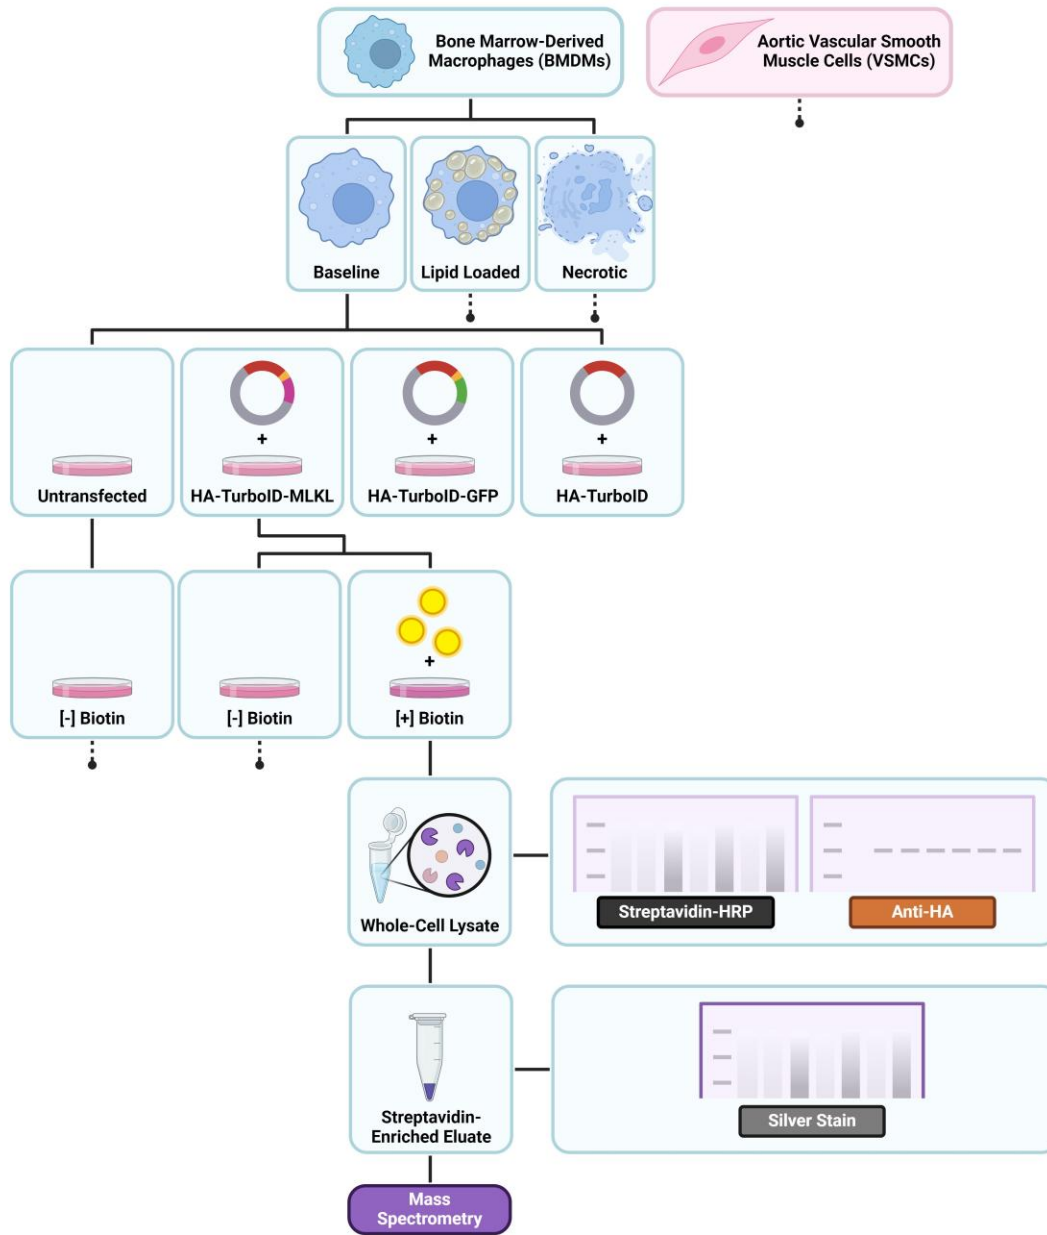 Bone Marrow-Derived
Macrophages (BMDMs)
Aortic Vascular Smooth
Muscle Cells (VSMCs)
Baseline
Lipid Loaded
Necrotic
+
+
+
Untransfected
HA-TurboID-MLKL
HA-TurboID-GFP
HA-TurboID
+
[-] Biotin
[-] Biotin
[+] Biotin
Whole-Cell Lysate
Streptavidin-HRP
Anti-HA
Streptavidin-
Enriched Eluate
Silver Stain
Mass
Spectrometry